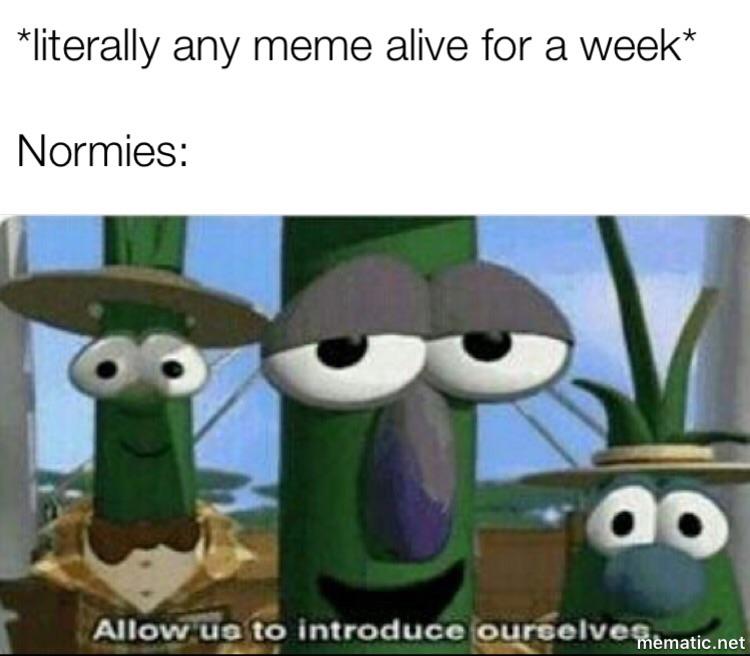 *literally any meme alive for a week*
Normies:
Allow us to introduce ourselves.
mematic.net